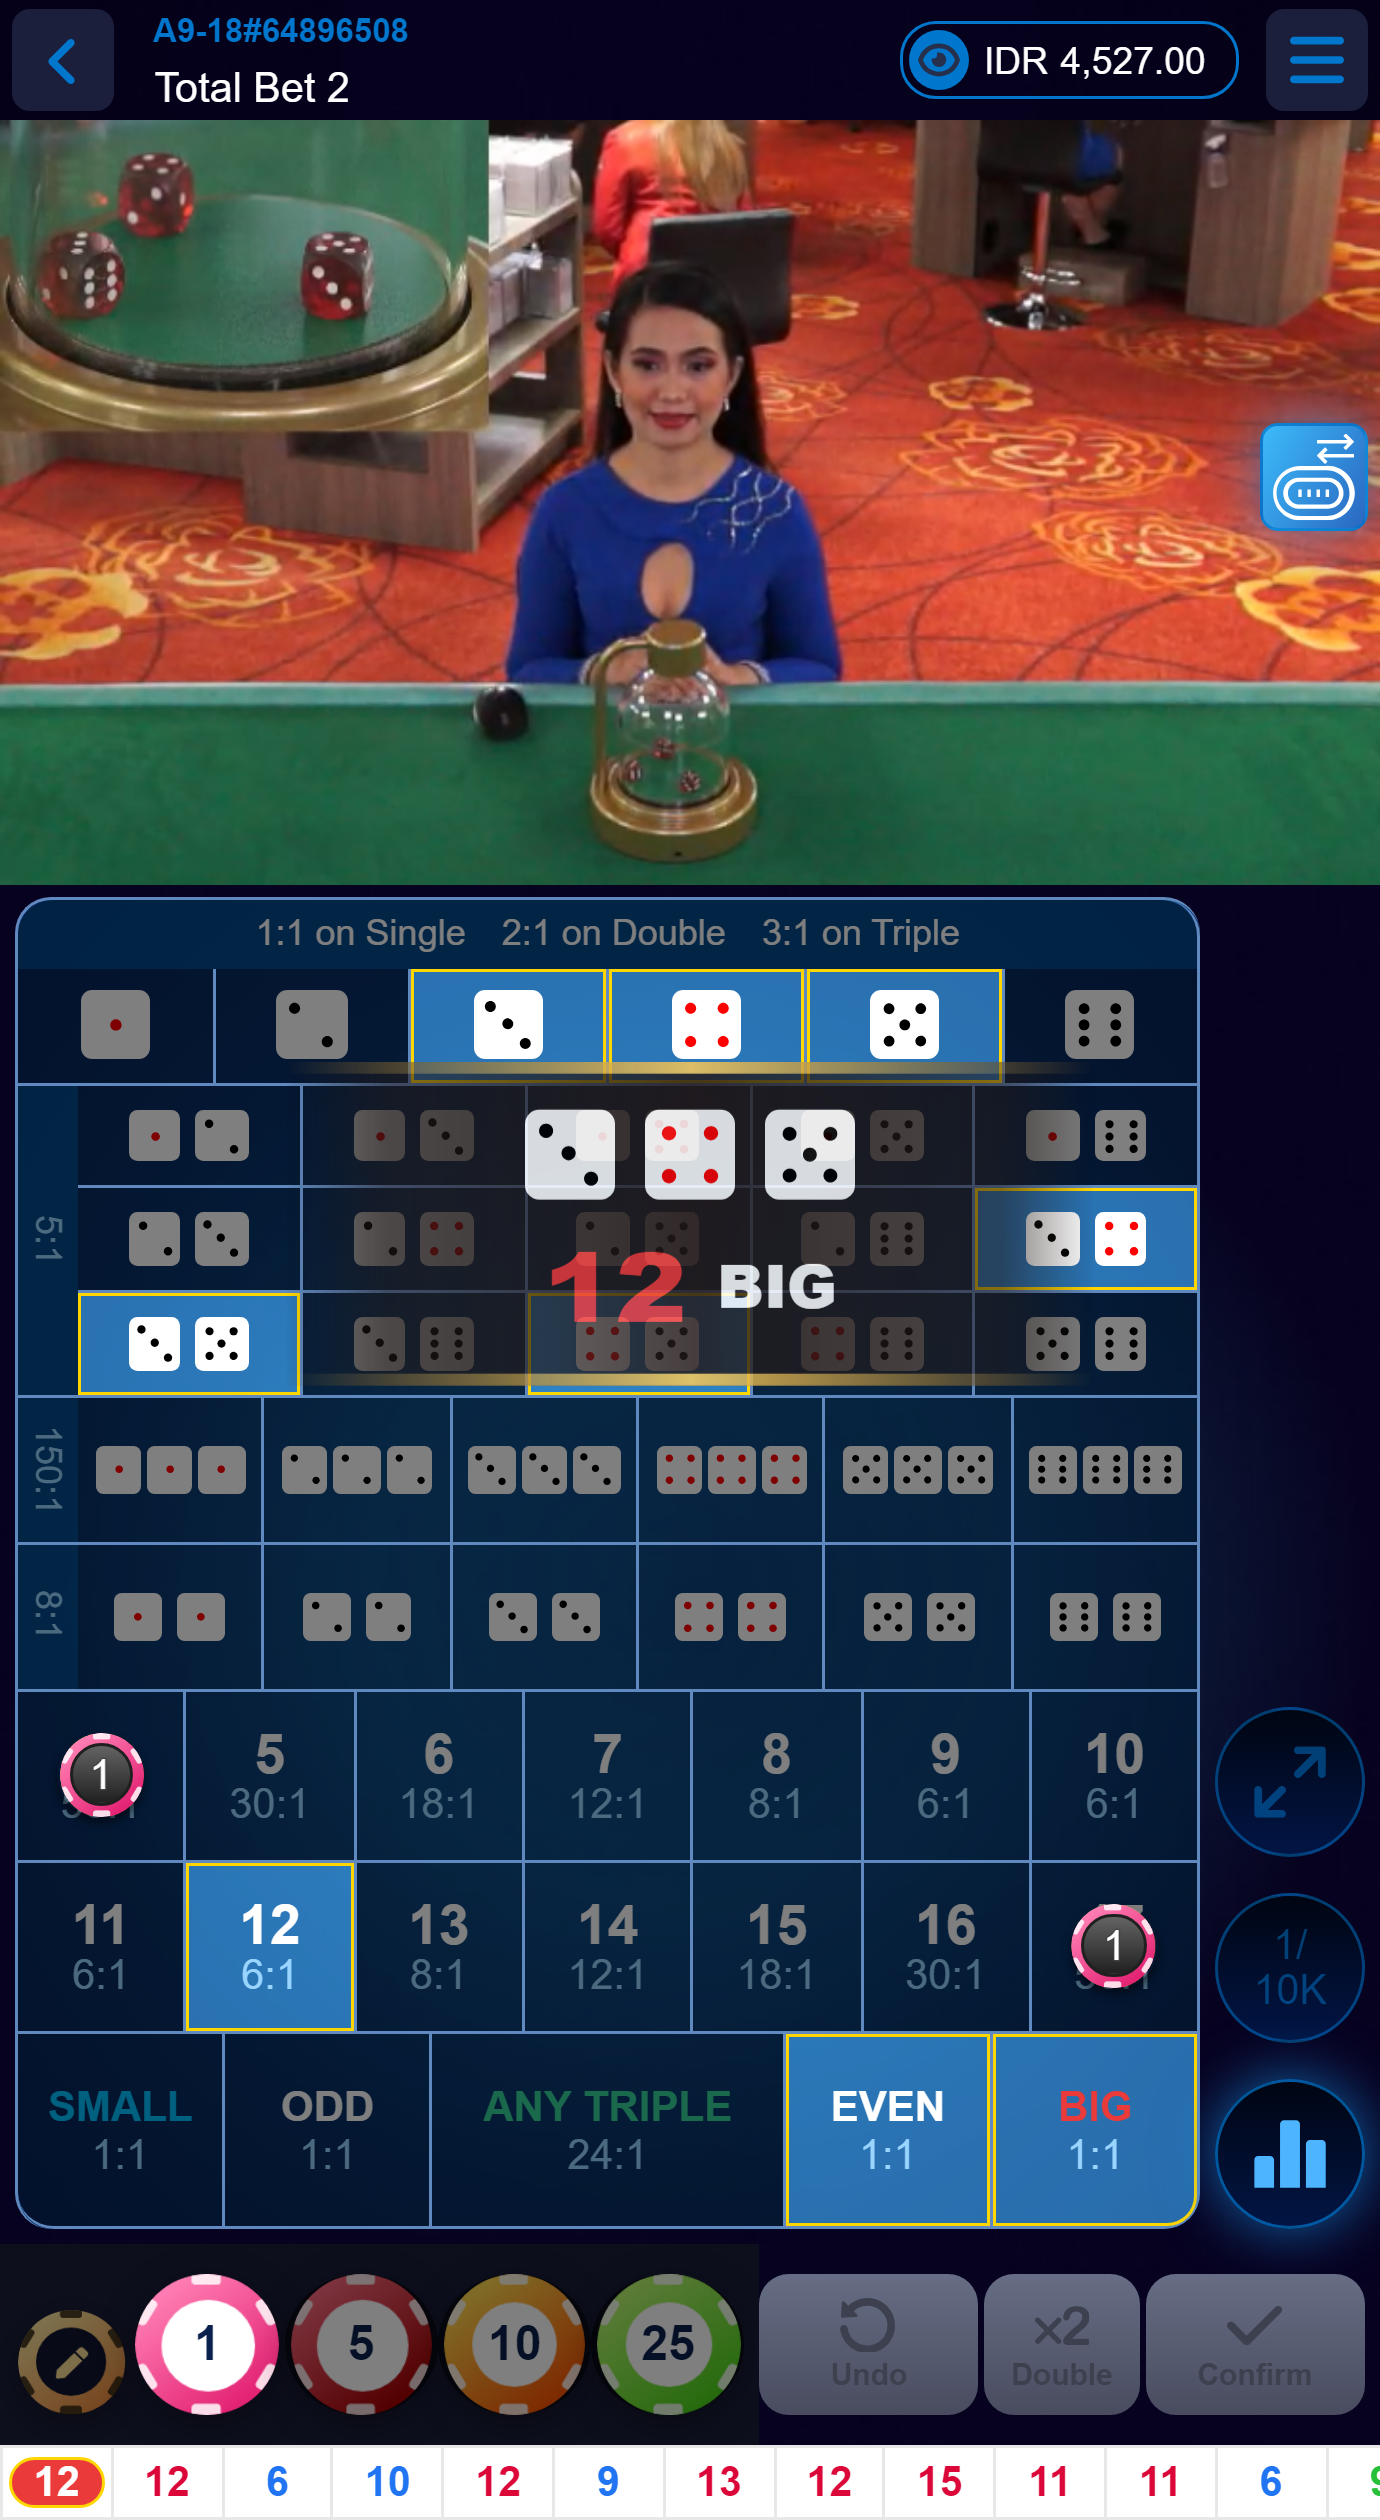 A9-18#64896508
Total Bet 2
IDR 4,527.00
1:1 on Single 2:1 on Double 3:1 on Triple
5:1
12 BIG
150:1
8:1
1
5 6 7 8 9 10
30:1 18:1 12:1 8:1 6:1 6:1
11 12 13 14 15 16
1
6:1 6:1 8:1 12:1 18:1 30:1
1/
10K
SMALL ODD ANY TRIPLE EVEN BIG
1:1 1:1 24:1 1:1 1:1
1 5 10 25
x2
Undo Double Confirm
12 12 6 10 12 9 13 12 15 11 11 6